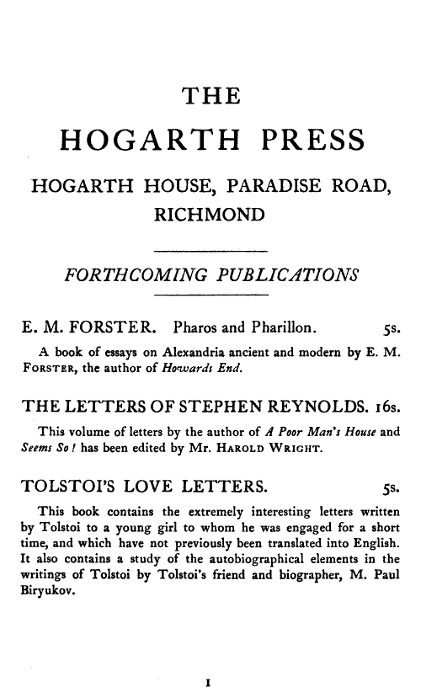 THE
HOGARTH PRESS
HOGARTH HOUSE, PARADISE ROAD,
RICHMOND
FORTHCOMING PUBLICATIONS
E. M. FORSTER. Pharos and Pharillon. 5s.
A book of essays on Alexandria ancient and modern by E. M.
FORSTER, the author of Howards End.
THE LETTERS OF STEPHEN REYNOLDS. 16s.
This volume of letters by the author of A Poor Man's House and
Seems So! has been edited by Mr. HAROLD WRIGHT.
TOLSTOI'S LOVE LETTERS. 5s.
This book contains the extremely interesting letters written
by Tolstoi to a young girl to whom he was engaged for a short
time, and which have not previously been translated into English.
It also contains a study of the autobiographical elements in the
writings of Tolstoi by Tolstoi's friend and biographer, M. Paul
Biryukov.
1